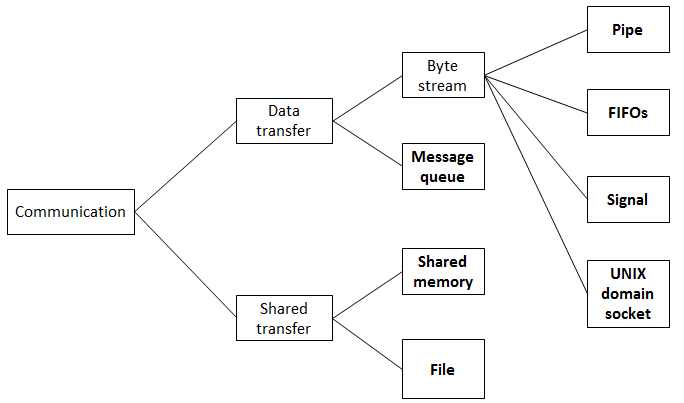 Pipe
Byte
stream
FIFOs
Data
transfer
Message
queue
Signal
Communication
Shared
memory
UNIX
domain
socket
Shared
transfer
File